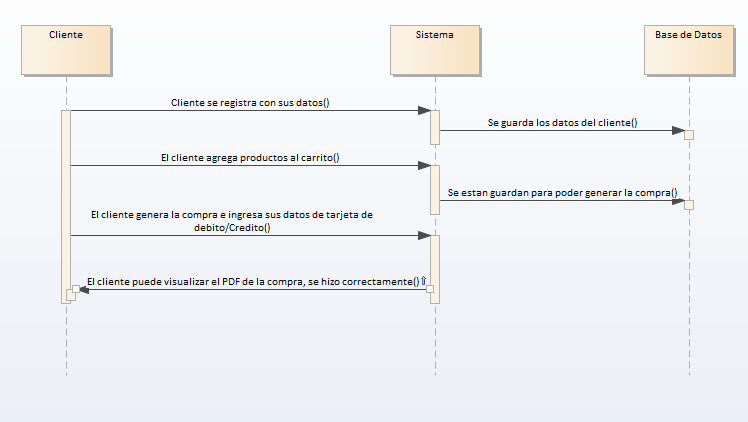 Cliente
Sistema
Base de Datos
Cliente se registra con sus datos()
Se guarda los datos del cliente()
El cliente agrega productos al carrito()
Se estan guardan para poder generar la compra()
El cliente genera la compra e ingresa sus datos de tarjeta de
debito/Credito()
El cliente puede visualizar el PDF de la compra, se hizo correctamente()⇧